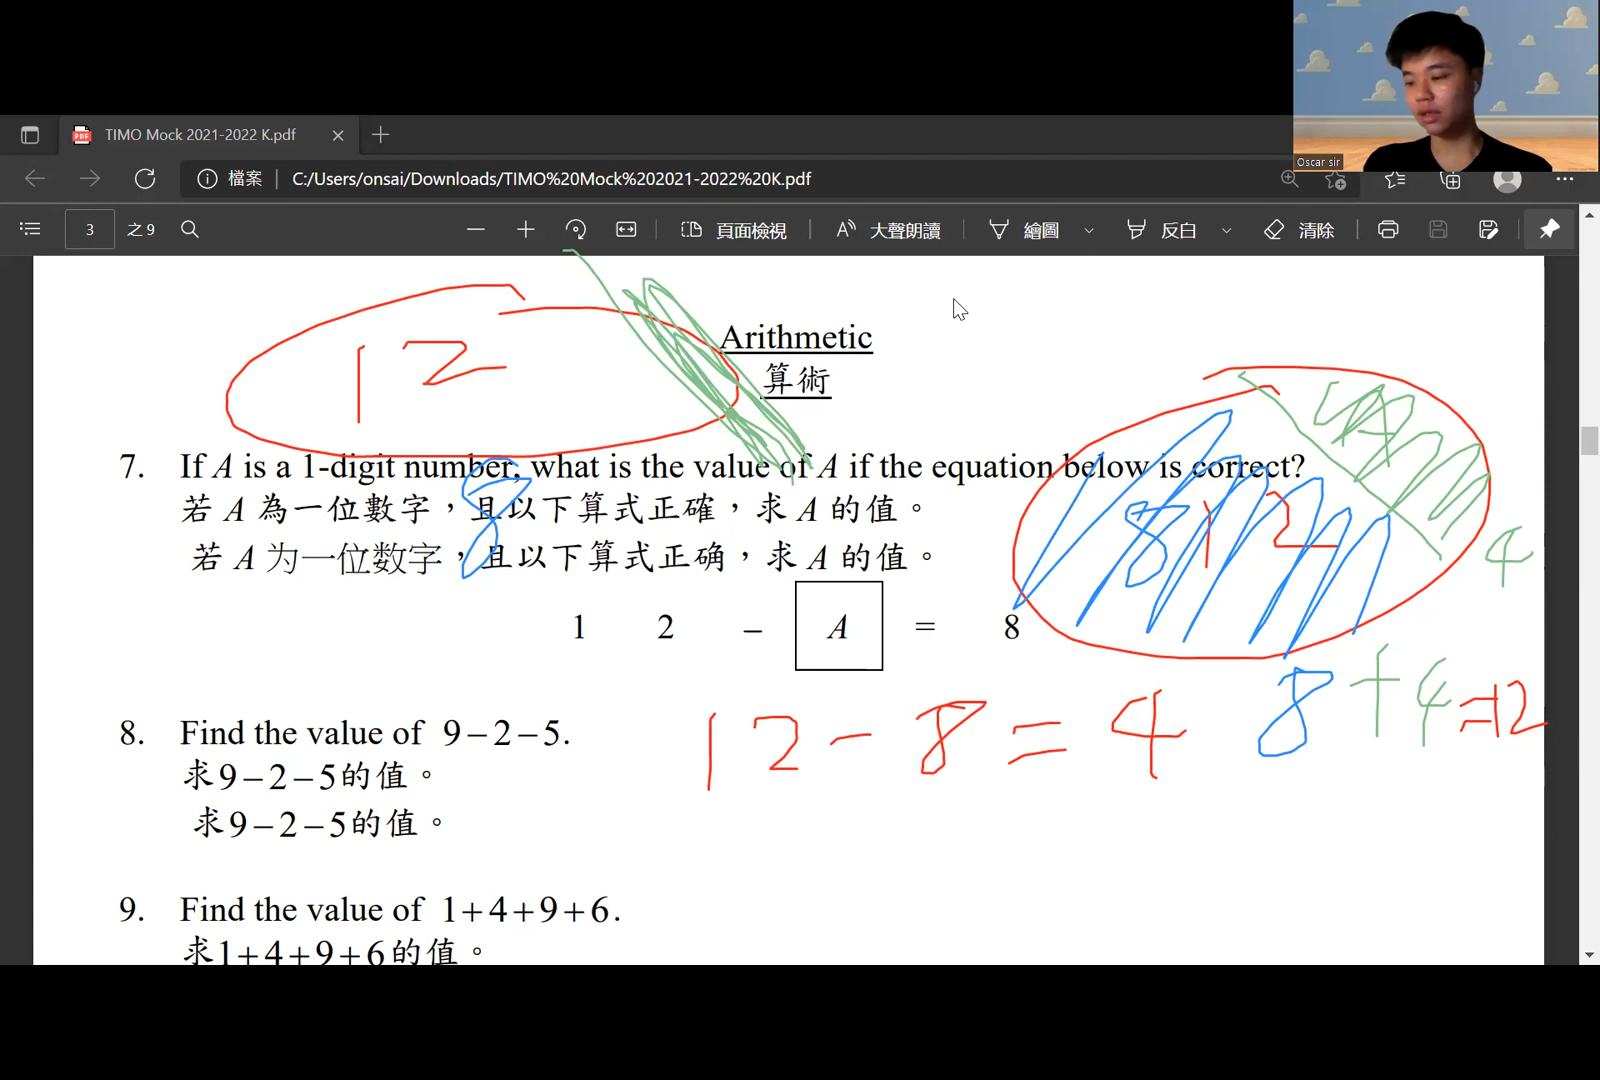 Oscar sir
TIMO Mock 2021-2022 K.pdf
檔案 C:/Users/onsai/Downloads/TIMO%20Mock%202021-2022%20K.pdf
3 之 9 頁面檢視 大聲朗讀 繪圖 反白 清除
12
Arithmetic
算術
7. If A is a 1-digit number, what is the value of A if the equation below is correct?
若 A 為一位數字，且以下算式正確，求 A 的值。
若 A 为一位数字，且以下算式正确，求 A 的值。
8
8 12
4
1 2 – A = 8
12 - 8 = 4
8 + 4 = 12
8. Find the value of 9−2−5.
求9−2−5的值。
求9−2−5的值。
9. Find the value of 1+4+9+6.
求1+4+9+6的值。